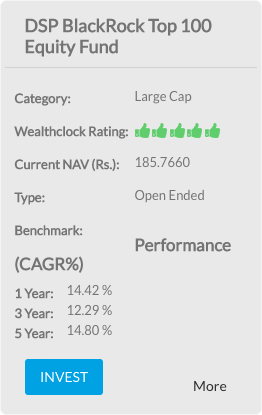 DSP BlackRock Top 100
Equity Fund
Category: Large Cap
Wealthclock Rating:
Current NAV (Rs.): 185.7660
Type: Open Ended
Benchmark:
Performance
(CAGR%)
1 Year: 14.42 %
3 Year: 12.29 %
5 Year: 14.80 %
INVEST More